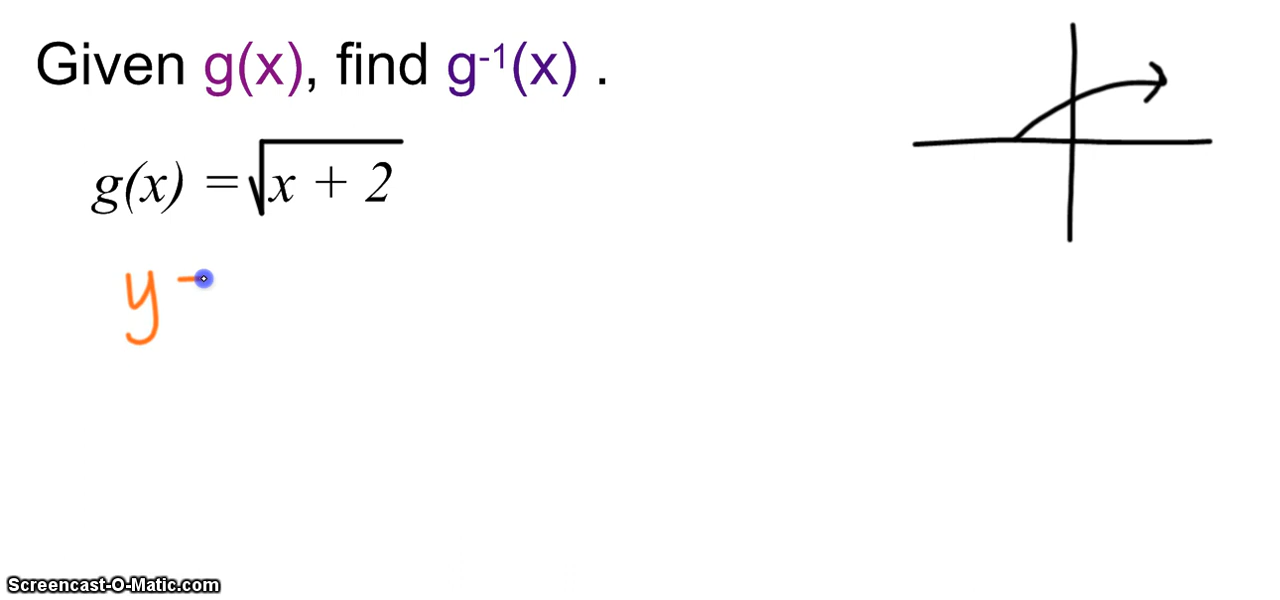 Given g(x), find g⁻¹(x) .
g(x) = √x + 2
y -
Screencast-O-Matic.com